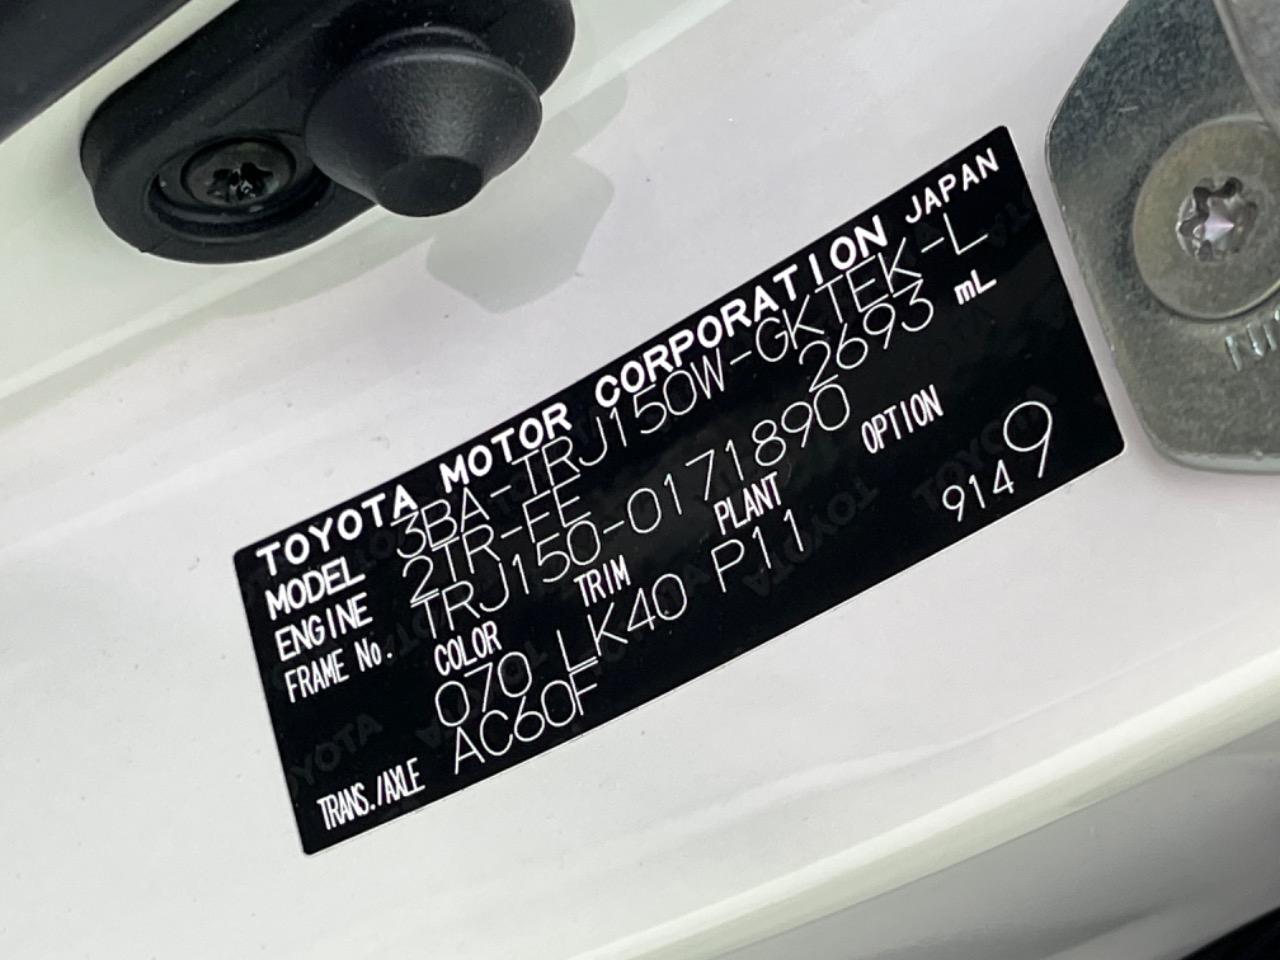 TOYOTA MOTOR CORPORATION JAPAN
MODEL 3BA-TRJ150W-GKTEK-L
ENGINE 2TR-FE 2693 mL
FRAME No. TRJ150-0171890
COLOR TRIM PLANT OPTION
070 LK40 P11 9149
TRANS./AXLE AC60F